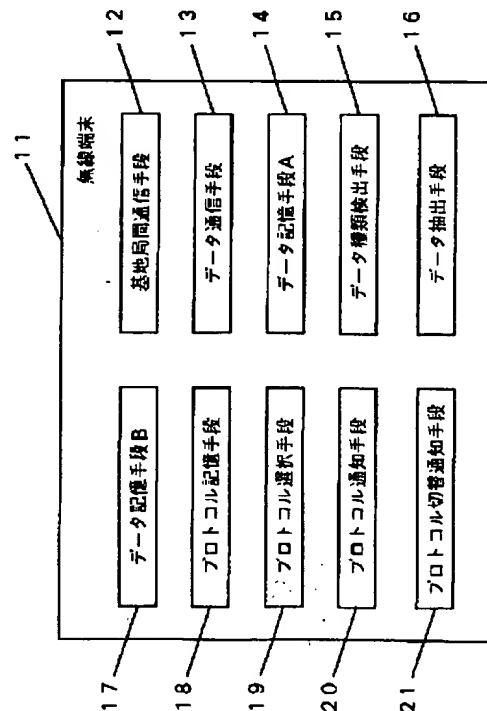 11
無線端末
基地局間通信手段
12
データ通信手段
13
データ記憶手段A
14
データ種類検出手段
15
データ抽出手段
16
データ記憶手段B
17
プロトコル記憶手段
18
プロトコル選択手段
19
プロトコル通知手段
20
プロトコル切替通知手段
21